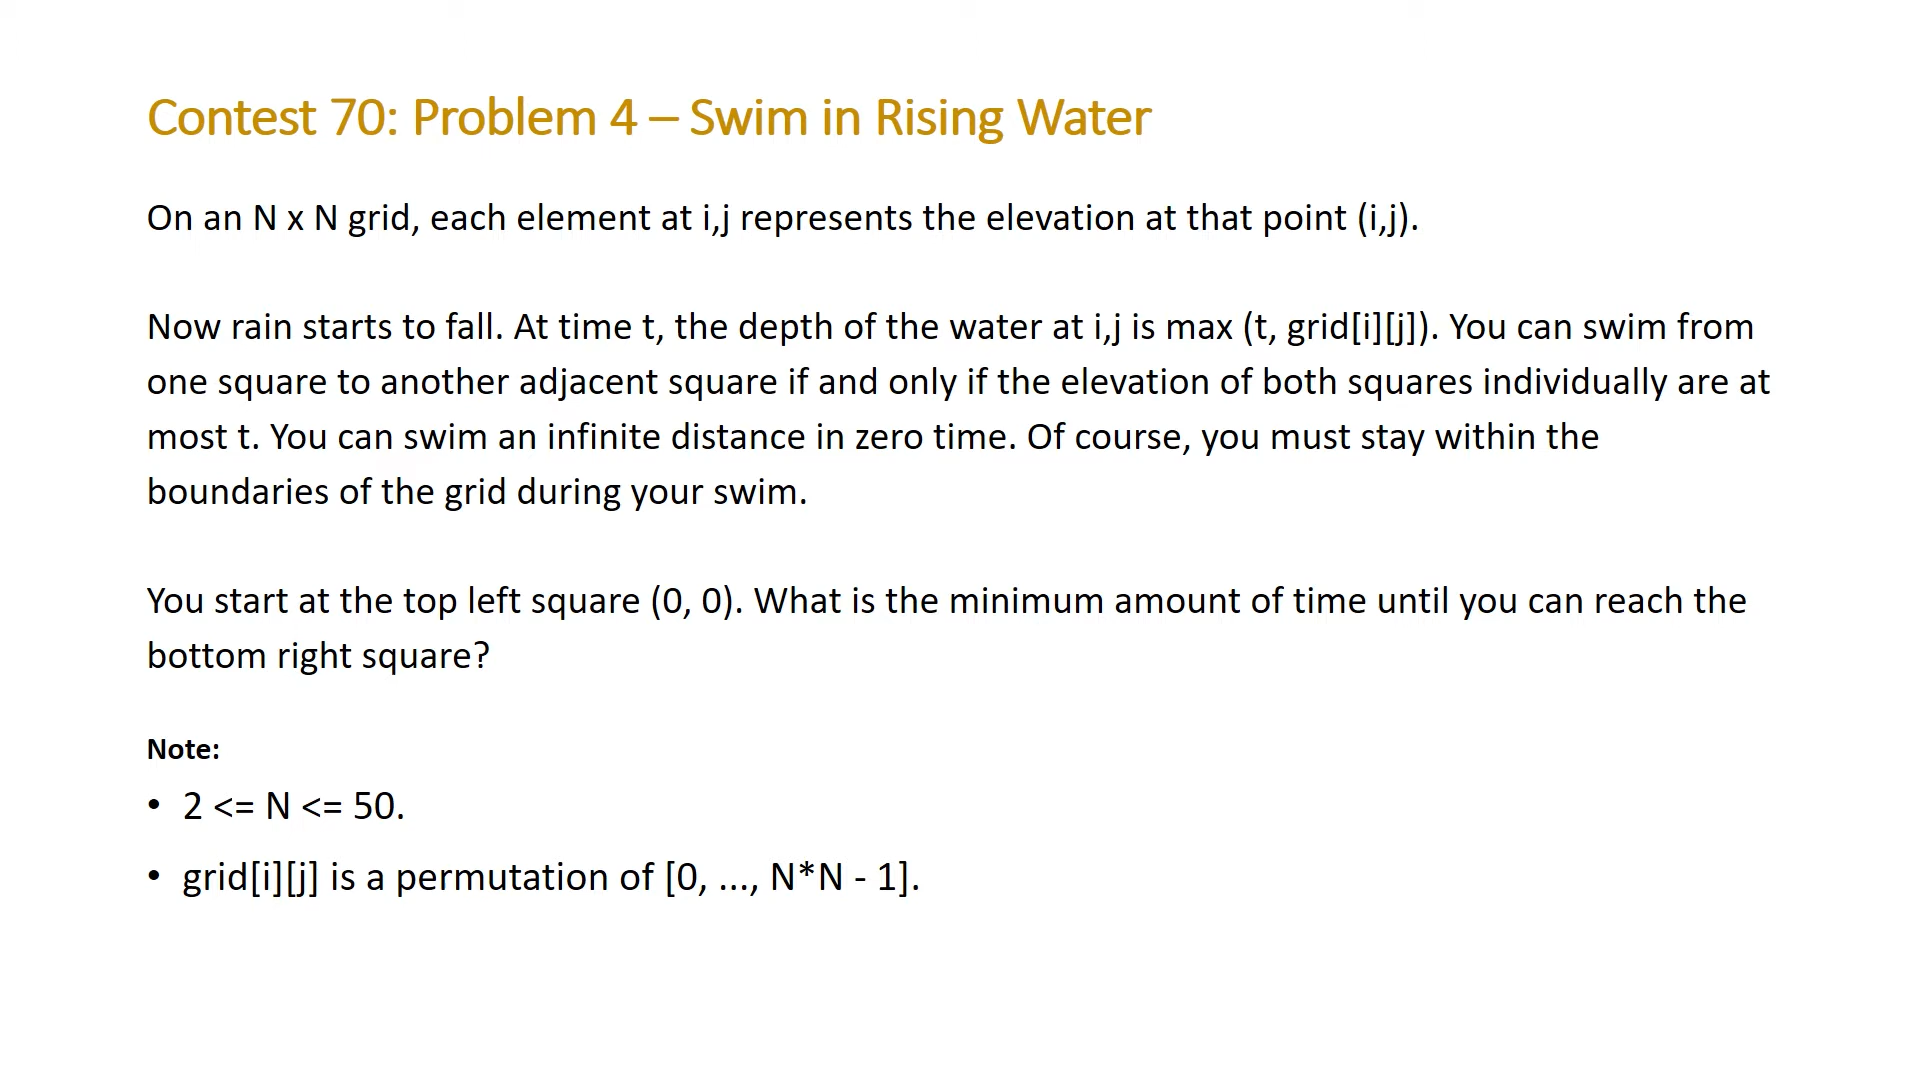 Contest 70: Problem 4 – Swim in Rising Water
On an N x N grid, each element at i,j represents the elevation at that point (i,j).
Now rain starts to fall. At time t, the depth of the water at i,j is max (t, grid[i][j]). You can swim from
one square to another adjacent square if and only if the elevation of both squares individually are at
most t. You can swim an infinite distance in zero time. Of course, you must stay within the
boundaries of the grid during your swim.
You start at the top left square (0, 0). What is the minimum amount of time until you can reach the
bottom right square?
Note:
• 2 <= N <= 50.
• grid[i][j] is a permutation of [0, ..., N*N - 1].